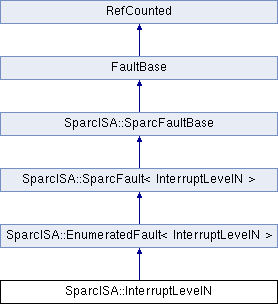 RefCounted
FaultBase
SparcISA::SparcFaultBase
SparcISA::SparcFault< InterruptLevelN >
SparcISA::EnumeratedFault< InterruptLevelN >
SparcISA::InterruptLevelN